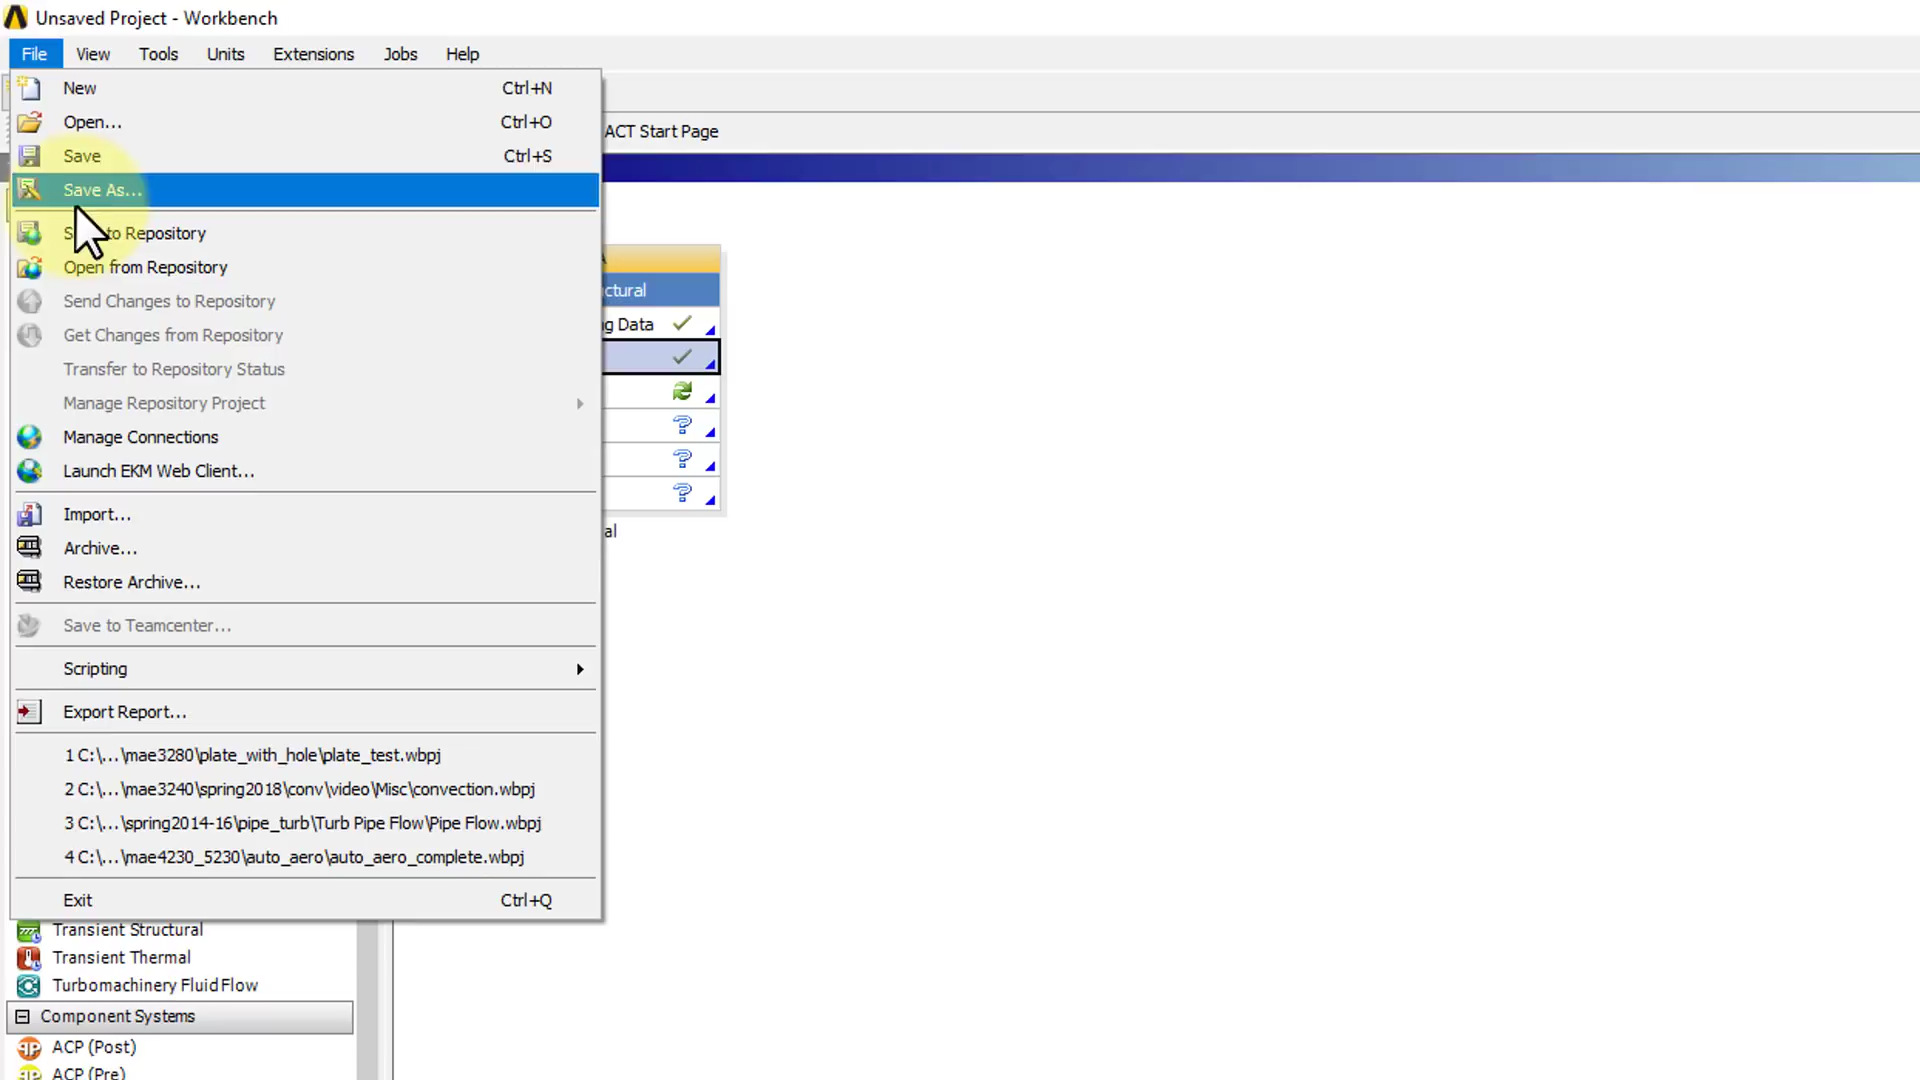 Unsaved Project - Workbench
File View Tools Units Extensions Jobs Help
New Ctrl+N
Open... Ctrl+O
ACT Start Page
Save Ctrl+S
Save As...
to Repository
Open from Repository
ctural
Send Changes to Repository
g Data
Get Changes from Repository
Transfer to Repository Status
Manage Repository Project
Manage Connections
Launch EKM Web Client...
Import...
al
Archive...
Restore Archive...
Save to Teamcenter...
Scripting
Export Report...
1 C:\...\mae3280\plate_with_hole\plate_test.wbpj
2 C:\...\mae3240\spring2018\conv\video\Misc\convection.wbpj
3 C:\...\spring2014-16\pipe_turb\Turb Pipe Flow\Pipe Flow.wbpj
4 C:\...\mae4230_5230\auto_aero\auto_aero_complete.wbpj
Exit Ctrl+Q
Transient Structural
Transient Thermal
Turbomachinery Fluid Flow
Component Systems
ACP (Post)
ACP (Pre)